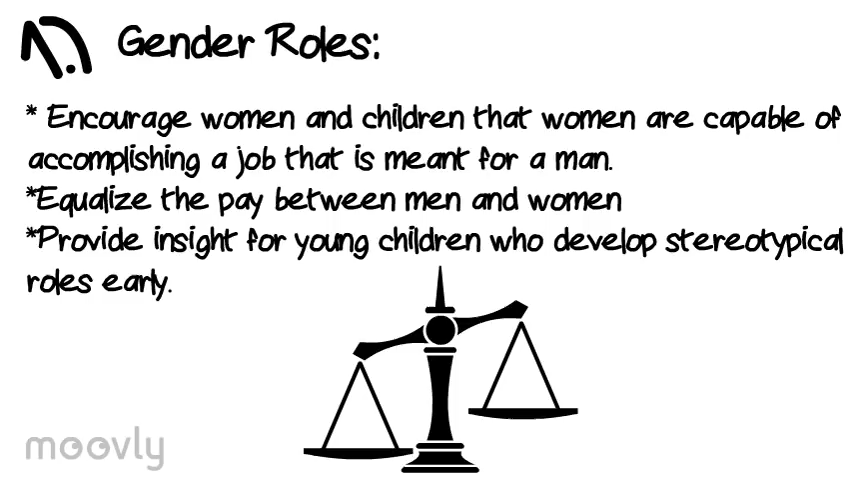 Gender Roles:
* Encourage women and children that women are capable of
accomplishing a job that is meant for a man.
*Equalize the pay between men and women
*Provide insight for young children who develop stereotypical
roles early.
moovly